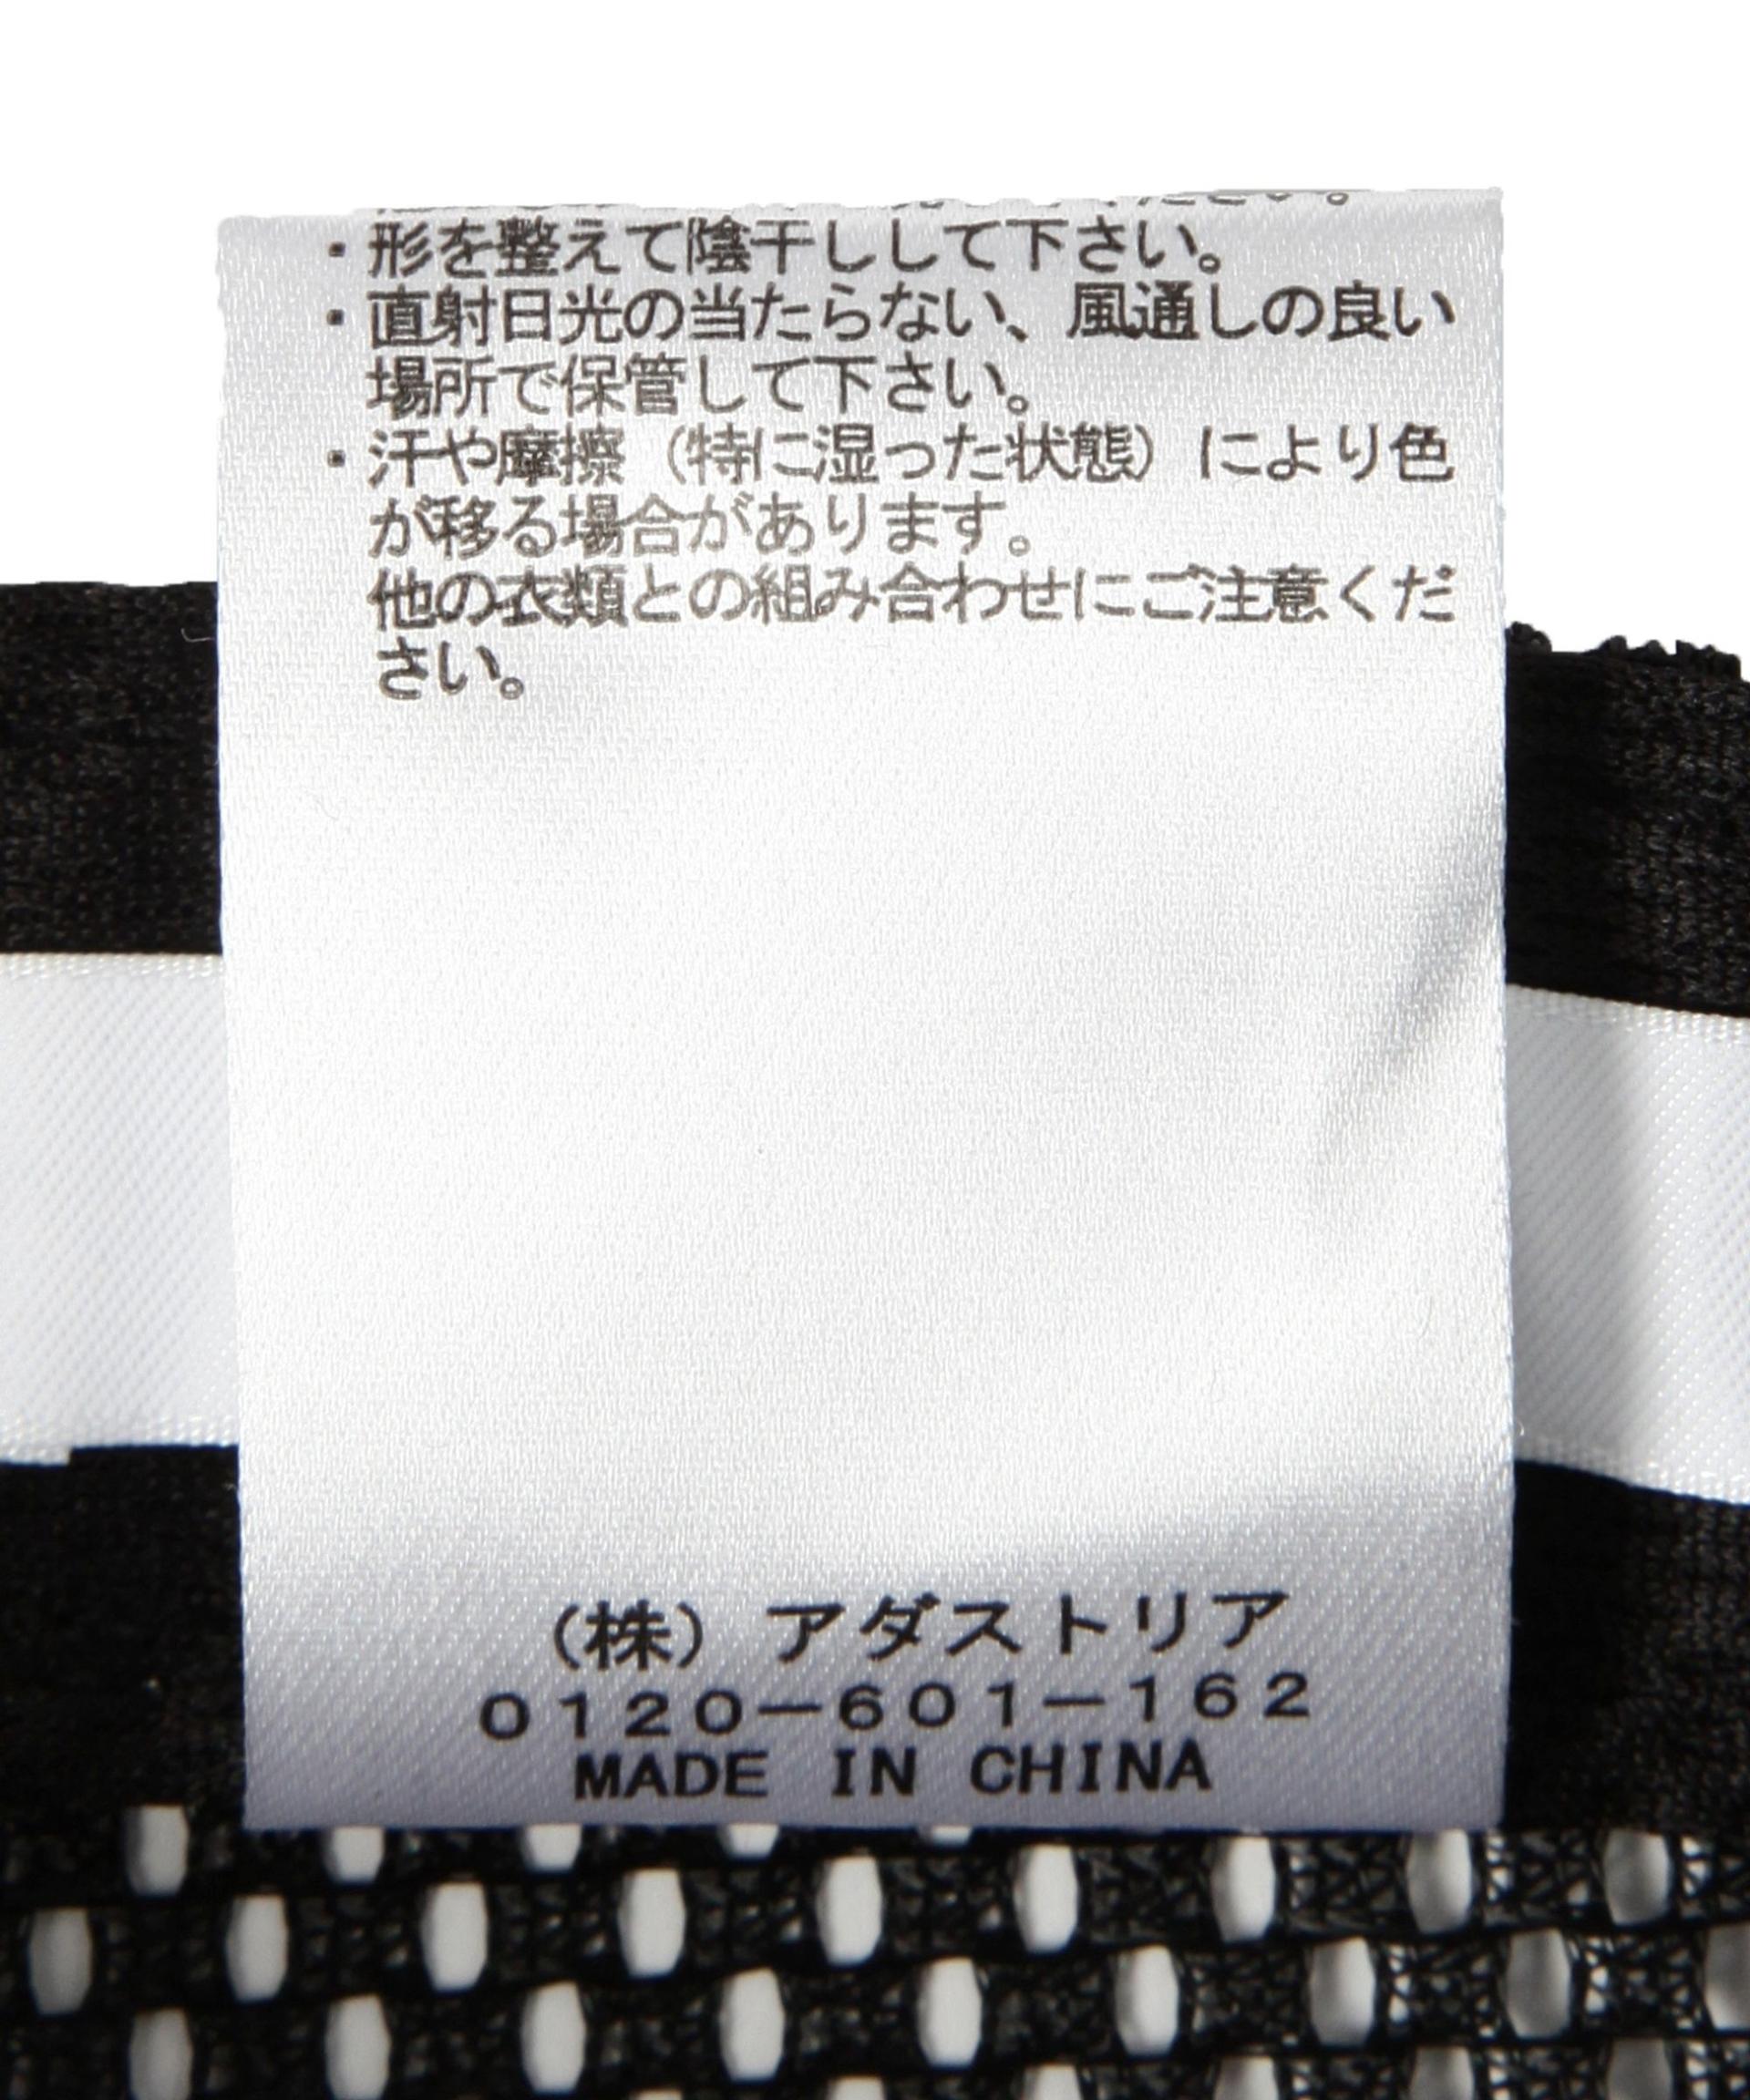 ・形を整えて陰干しして下さい。
・直射日光の当たらない、風通しの良い
場所で保管して下さい。
・汗や摩擦（特に湿った状態）により色
が移る場合があります。
他の衣類との組み合わせにご注意くだ
さい。
（株）アダストリア
0120-601-162
MADE IN CHINA